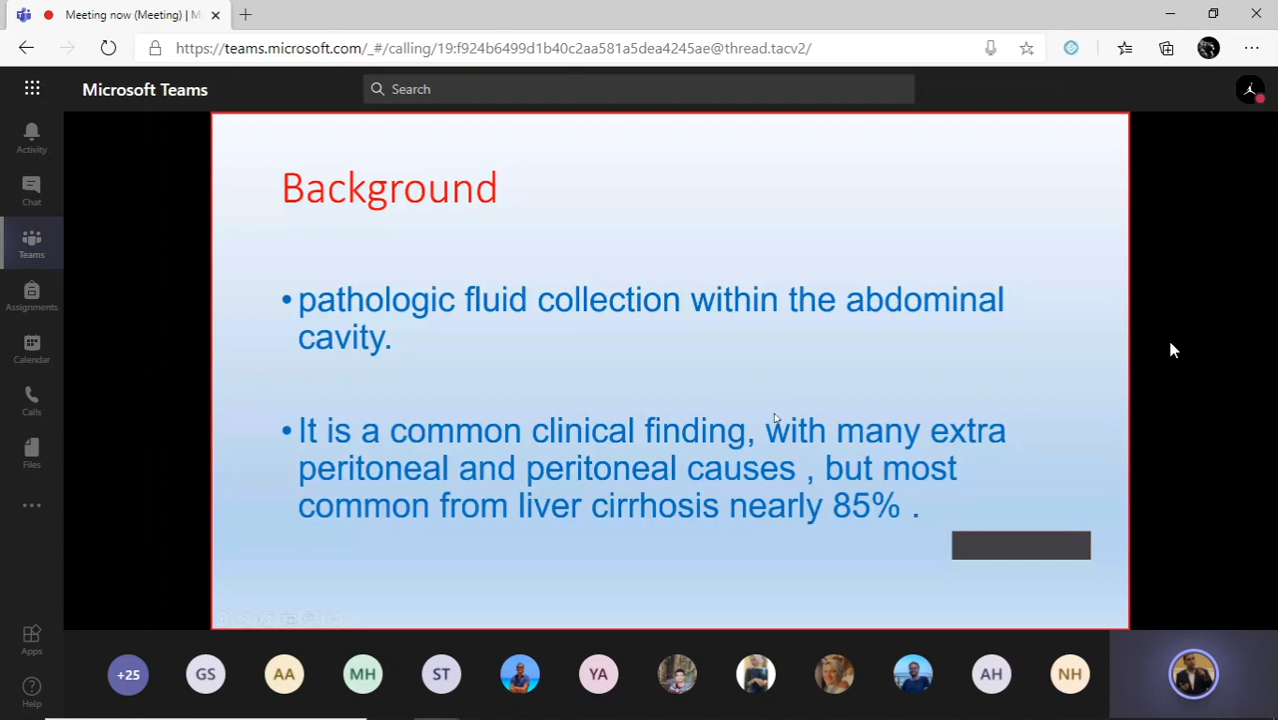 Meeting now (Meeting) | M
https://teams.microsoft.com/_#/calling/19:f924b6499d1b40c2aa581a5dea4245ae@thread.tacv2/
Microsoft Teams
Search
Activity
Chat
Teams
Assignments
Calendar
Calls
Files
Apps
Help
Background
• pathologic fluid collection within the abdominal
cavity.
• It is a common clinical finding, with many extra
peritoneal and peritoneal causes , but most
common from liver cirrhosis nearly 85% .
+25
GS
AA
MH
ST
YA
AH
NH